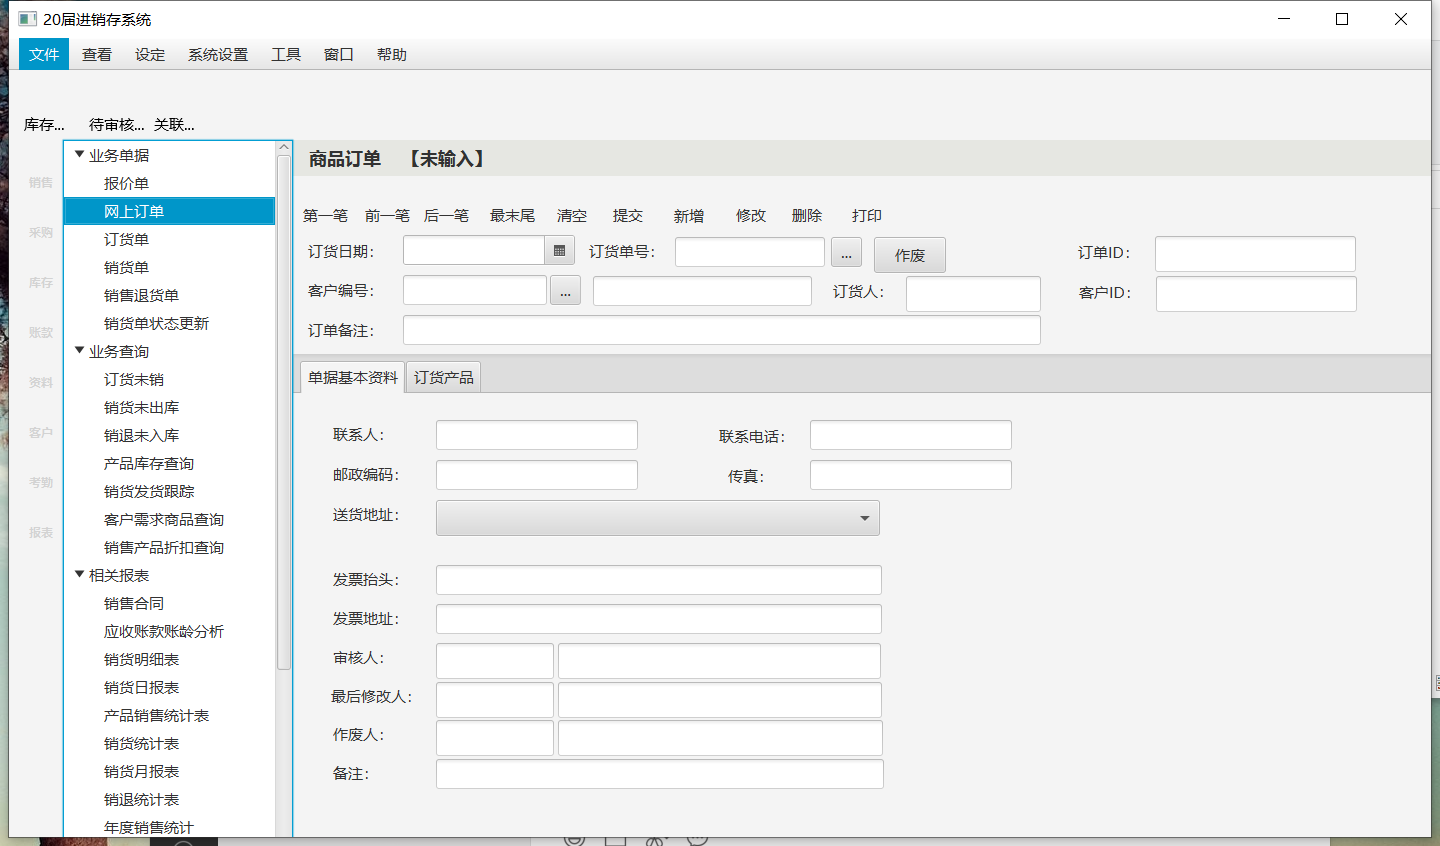 20届进销存系统
文件 查看 设定 系统设置 工具 窗口 帮助
库存... 待审核... 关联...
销售
采购
库存
账款
资料
客户
考勤
报表
业务单据
报价单
网上订单
订货单
销货单
销售退货单
销货单状态更新
业务查询
订货未销
销货未出库
销退未入库
产品库存查询
销货发货跟踪
客户需求商品查询
销售产品折扣查询
相关报表
销售合同
应收账款账龄分析
销货明细表
销货日报表
产品销售统计表
销货统计表
销货月报表
销退统计表
年度销售统计
商品订单 【未输入】
第一笔 前一笔 后一笔 最末尾 清空 提交 新增 修改 删除 打印
订货日期： 订货单号： ... 作废 订单ID：
客户编号： ... 订货人： 客户ID：
订单备注：
单据基本资料 订货产品
联系人： 联系电话：
邮政编码： 传真：
送货地址：
发票抬头：
发票地址：
审核人：
最后修改人：
作废人：
备注：